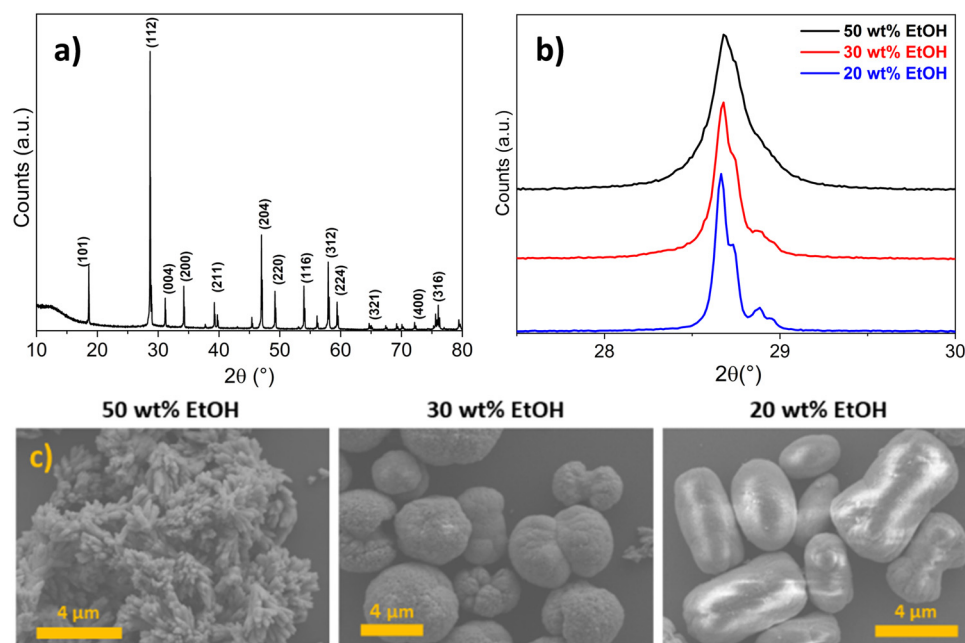 a)
Counts (a.u.)
(101)
(112)
(004)
(200)
(211)
(204)
(220)
(116)
(312)
(224)
(321)
(400)
(316)
10 20 30 40 50 60 70 80
2θ (°)
b)
50 wt% EtOH
30 wt% EtOH
20 wt% EtOH
Counts (a.u.)
28 29 30
2θ(°)
50 wt% EtOH 30 wt% EtOH 20 wt% EtOH
c)
4 μm 4 μm 4 μm